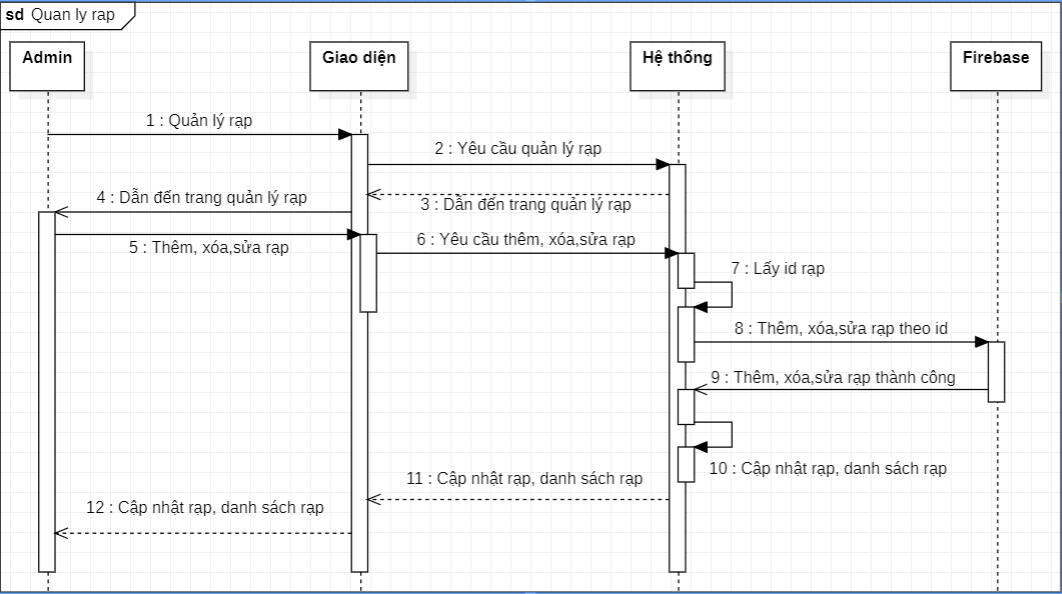 sd Quan ly rap
Admin
Giao diện
Hệ thống
Firebase
1 : Quản lý rạp
2 : Yêu cầu quản lý rạp
4 : Dẫn đến trang quản lý rạp
3 : Dẫn đến trang quản lý rạp
5 : Thêm, xóa,sửa rạp
6 : Yêu cầu thêm, xóa,sửa rạp
7 : Lấy id rạp
8 : Thêm, xóa,sửa rạp theo id
9 : Thêm, xóa,sửa rạp thành công
10 : Cập nhật rạp, danh sách rạp
11 : Cập nhật rạp, danh sách rạp
12 : Cập nhật rạp, danh sách rạp